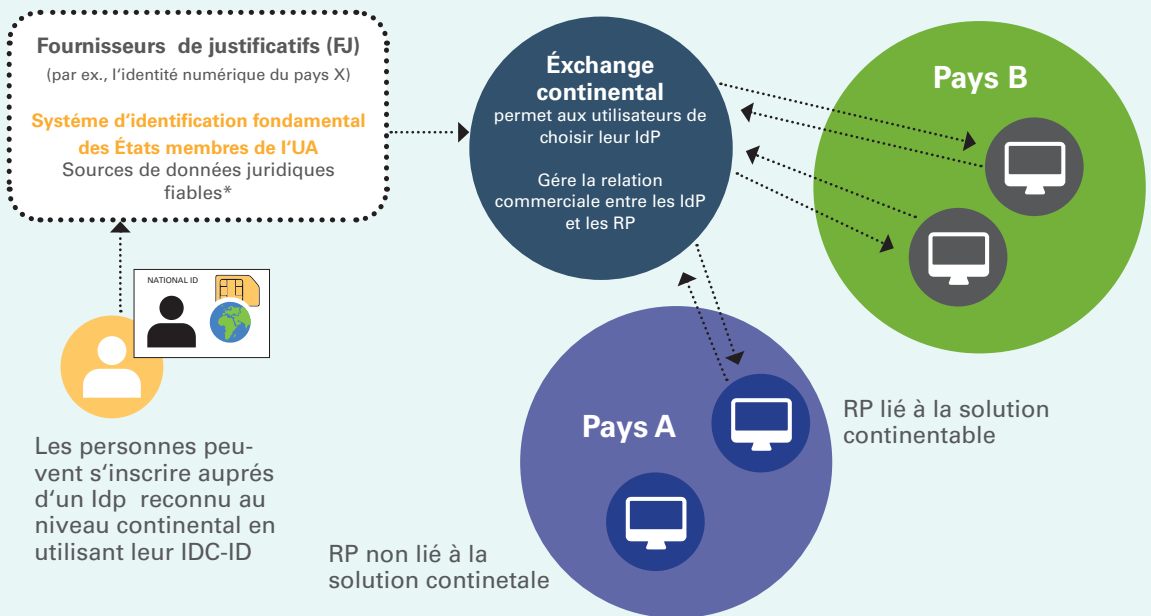 Fournisseurs de justificatifs (FJ)
(par ex., l'identité numérique du pays X)
Systéme d'identification fondamental
des États membres de l'UA
Sources de données juridiques
fiables*
NATIONAL ID
Les personnes peu-
vent s'inscrire auprés
d'un Idp reconnu au
niveau continental en
utilisant leur IDC-ID
Éxchange
continental
permet aux utilisateurs de
choisir leur IdP
Gére la relation
commerciale entre les IdP
et les RP
Pays B
Pays A
RP lié à la solution
continentable
RP non lié à la
solution continetale